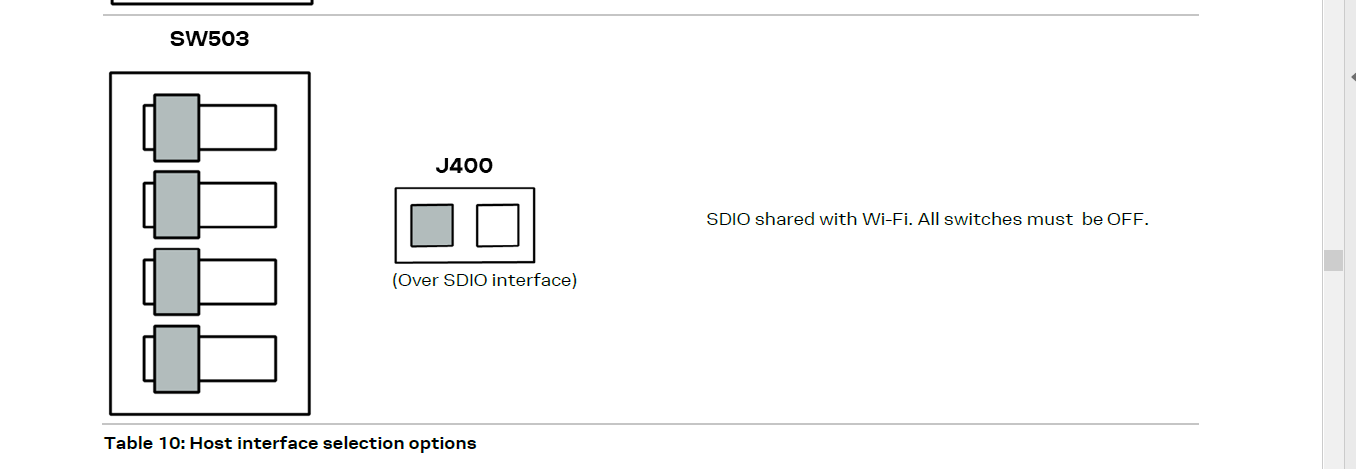 SW503
J400
SDIO shared with Wi-Fi. All switches must be OFF.
(Over SDIO interface)
Table 10: Host interface selection options